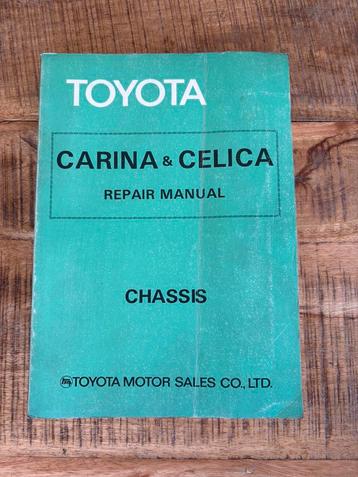 TOYOTA
CARINA & CELICA
REPAIR MANUAL
CHASSIS
TOYOTA MOTOR SALES CO., LTD.